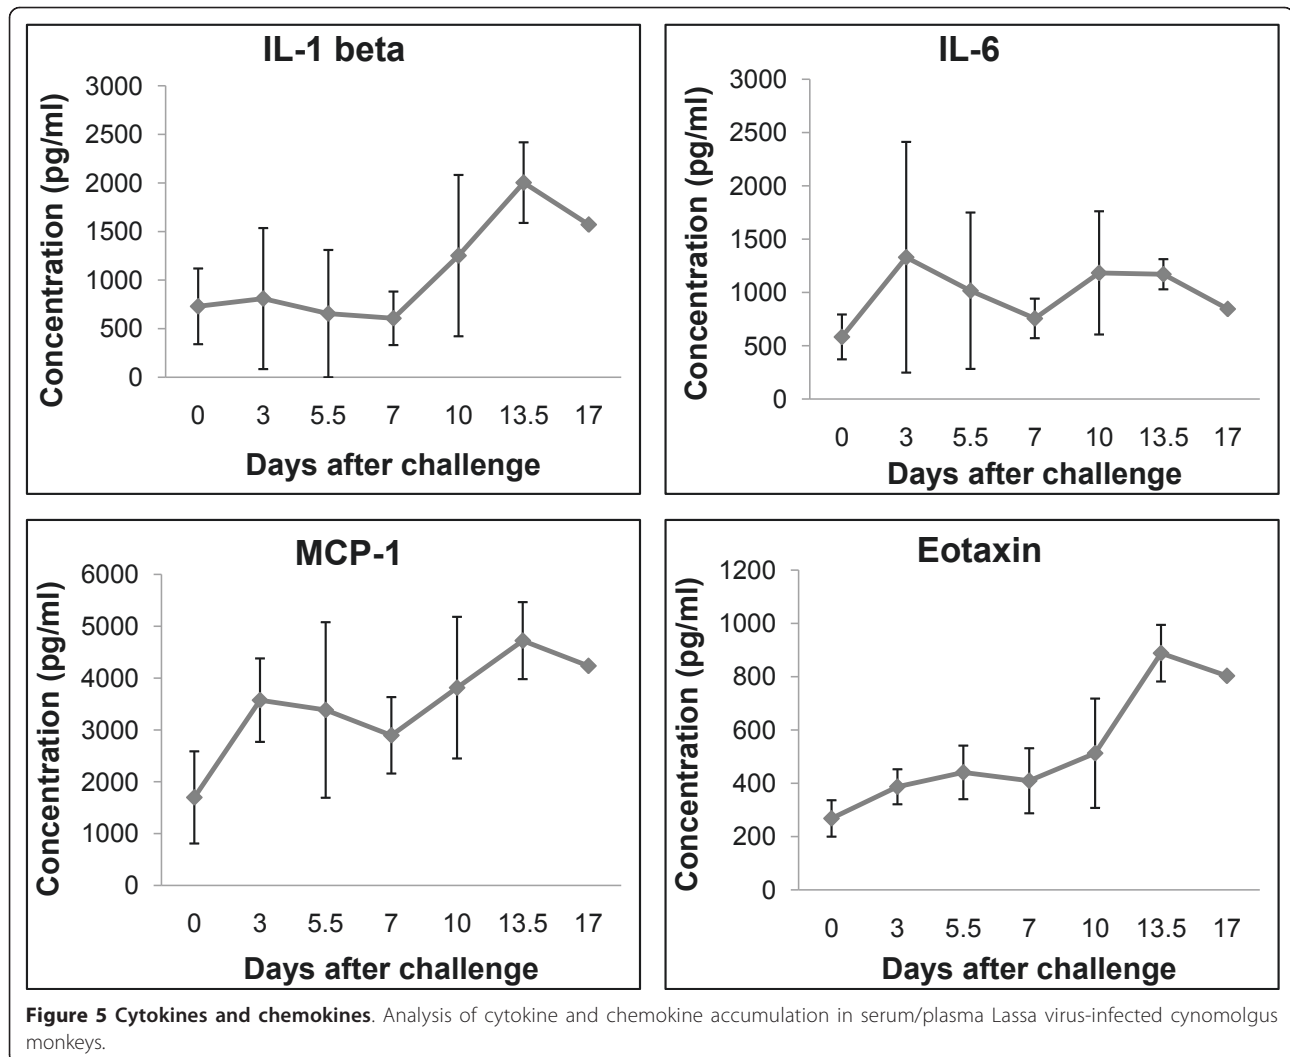 IL-1 beta
Concentration (pg/ml)
3000
2500
2000
1500
1000
500
0
0 3 5.5 7 10 13.5 17
Days after challenge
IL-6
Concentration (pg/ml)
3000
2500
2000
1500
1000
500
0
0 3 5.5 7 10 13.5 17
Days after challenge
MCP-1
Concentration (pg/ml)
6000
5000
4000
3000
2000
1000
0
0 3 5.5 7 10 13.5 17
Days after challenge
Eotaxin
Concentration (pg/ml)
1200
1000
800
600
400
200
0
0 3 5.5 7 10 13.5 17
Days after challenge
Figure 5 Cytokines and chemokines. Analysis of cytokine and chemokine accumulation in serum/plasma Lassa virus-infected cynomolgus
monkeys.